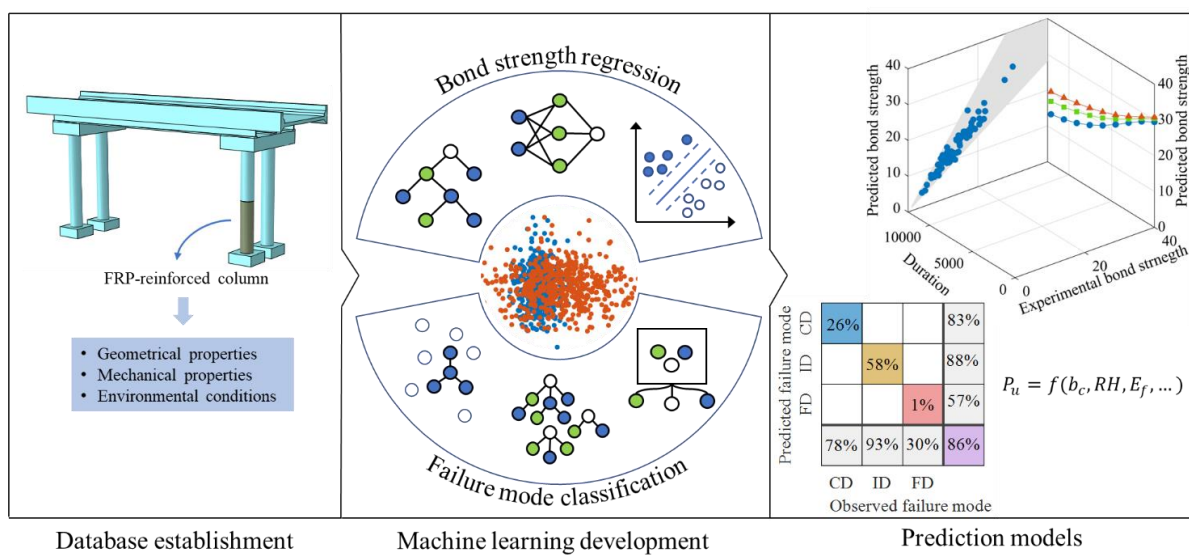 FRP-reinforced column
• Geometrical properties
• Mechanical properties
• Environmental conditions
Database establishment
Bond strength regression
Failure mode classification
Machine learning development
Predicted bond strength
40
30
20
10
0
10000
5000
0
Duration
0
20
40
Experimental bond strnegth
40
30
20
10
0
Predicted bond strength
Predicted failure mode
CD
26%
83%
ID
58%
88%
FD
1%
57%
78%
93%
30%
86%
CD
ID
FD
Observed failure mode
P_u = f(b_c, RH, E_f, …)
Prediction models